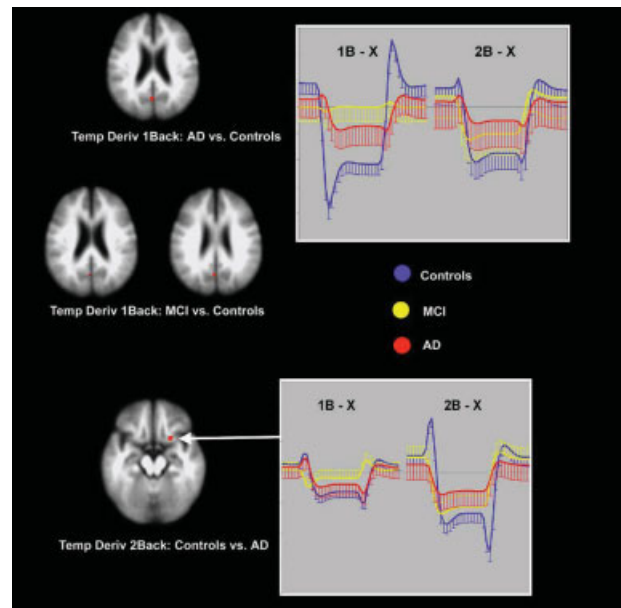 1B - X 2B - X
Temp Deriv 1Back: AD vs. Controls
Controls
Temp Deriv 1Back: MCI vs. Controls
MCI
AD
1B - X 2B - X
Temp Deriv 2Back: Controls vs. AD